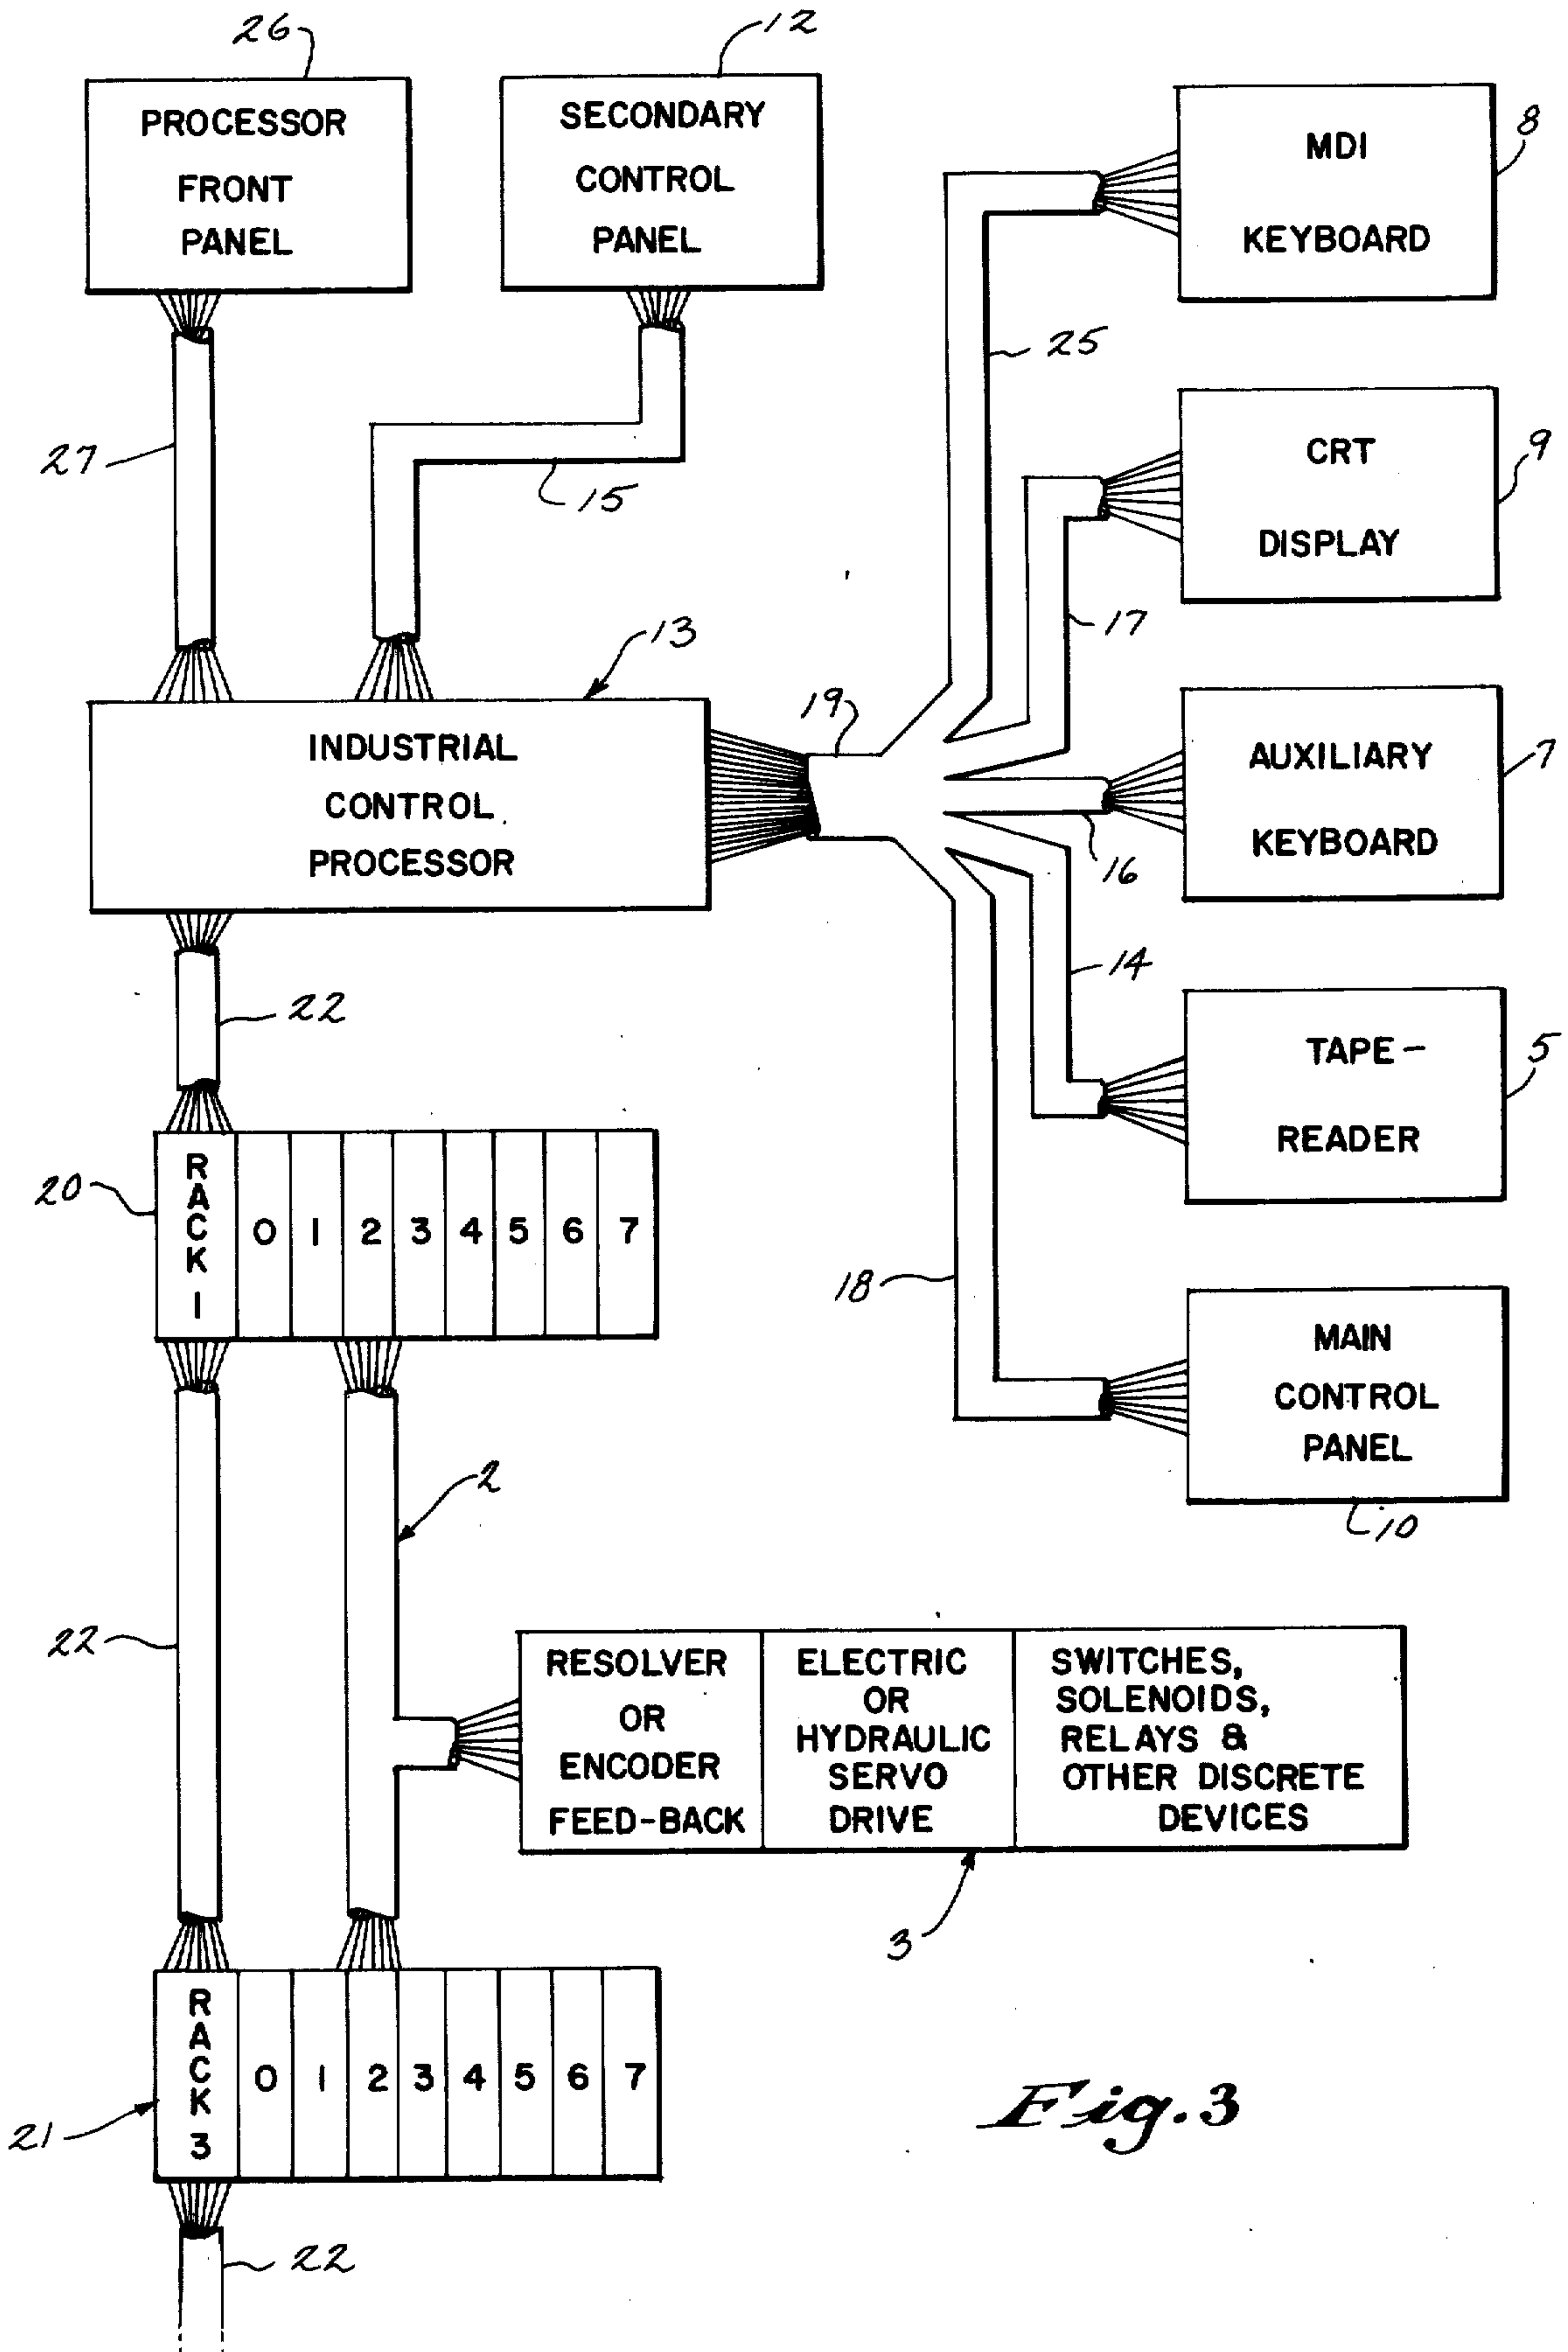 26
12
PROCESSOR
FRONT
PANEL
SECONDARY
CONTROL
PANEL
MDI
KEYBOARD
8
25
27
15
CRT
DISPLAY
9
17
13
INDUSTRIAL
CONTROL
PROCESSOR
19
AUXILIARY
KEYBOARD
7
16
14
22
TAPE-
READER
5
20
RACK 1
0 1 2 3 4 5 6 7
18
MAIN
CONTROL
PANEL
10
2
22
RESOLVER
OR
ENCODER
FEED-BACK
ELECTRIC
OR
HYDRAULIC
SERVO
DRIVE
SWITCHES,
SOLENOIDS,
RELAYS &
OTHER DISCRETE
DEVICES
3
RACK 3
0 1 2 3 4 5 6 7
21
22
Fig. 3